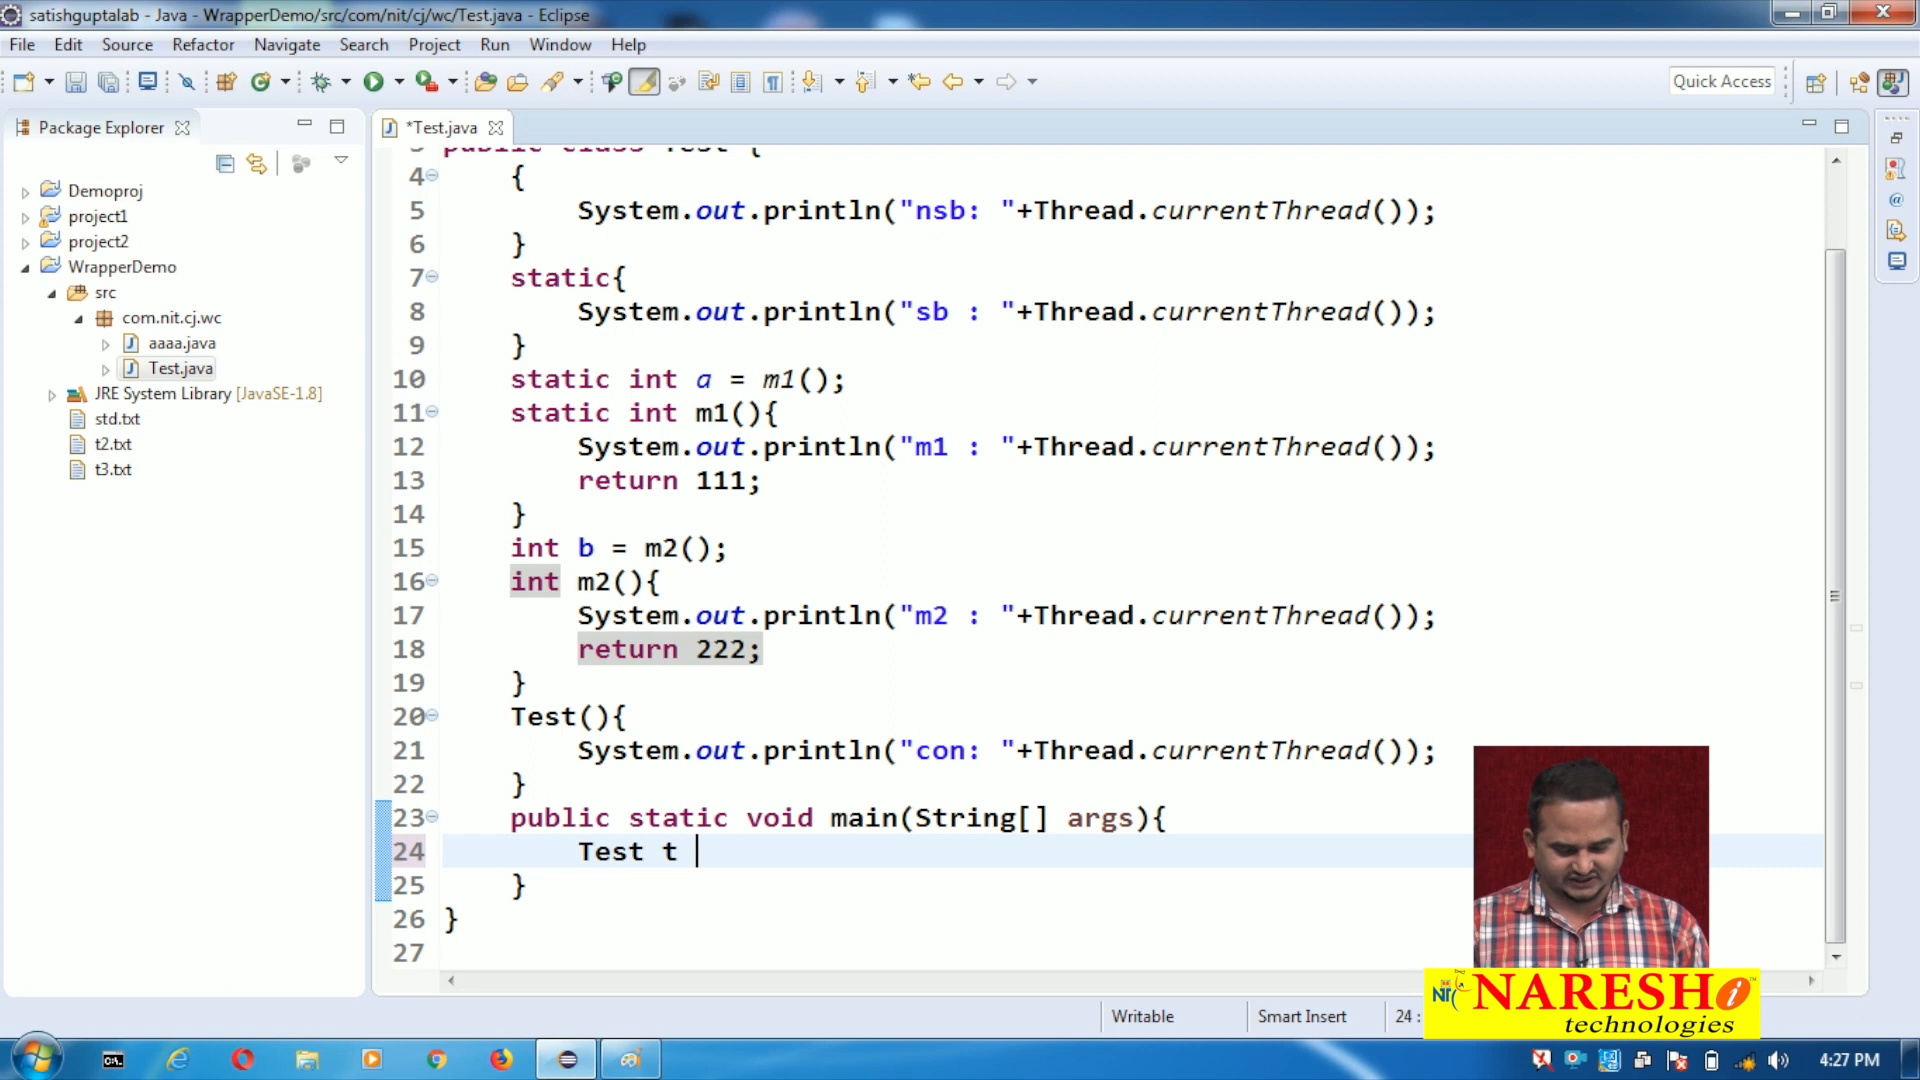 satishguptalab - Java - WrapperDemo/src/com/nit/cj/wc/Test.java - Eclipse
File Edit Source Refactor Navigate Search Project Run Window Help
Quick Access
Package Explorer
*Test.java
Demoproj
project1
project2
WrapperDemo
src
com.nit.cj.wc
aaaa.java
Test.java
JRE System Library [JavaSE-1.8]
std.txt
t2.txt
t3.txt
3 public class Test {
4 {
5 System.out.println("nsb: "+Thread.currentThread());
6 }
7 static{
8 System.out.println("sb : "+Thread.currentThread());
9 }
10 static int a = m1();
11 static int m1(){
12 System.out.println("m1 : "+Thread.currentThread());
13 return 111;
14 }
15 int b = m2();
16 int m2(){
17 System.out.println("m2 : "+Thread.currentThread());
18 return 222;
19 }
20 Test(){
21 System.out.println("con: "+Thread.currentThread());
22 }
23 public static void main(String[] args){
24 Test t
25 }
26 }
27
Writable Smart Insert 24 :
NARESH i
technologies
4:27 PM